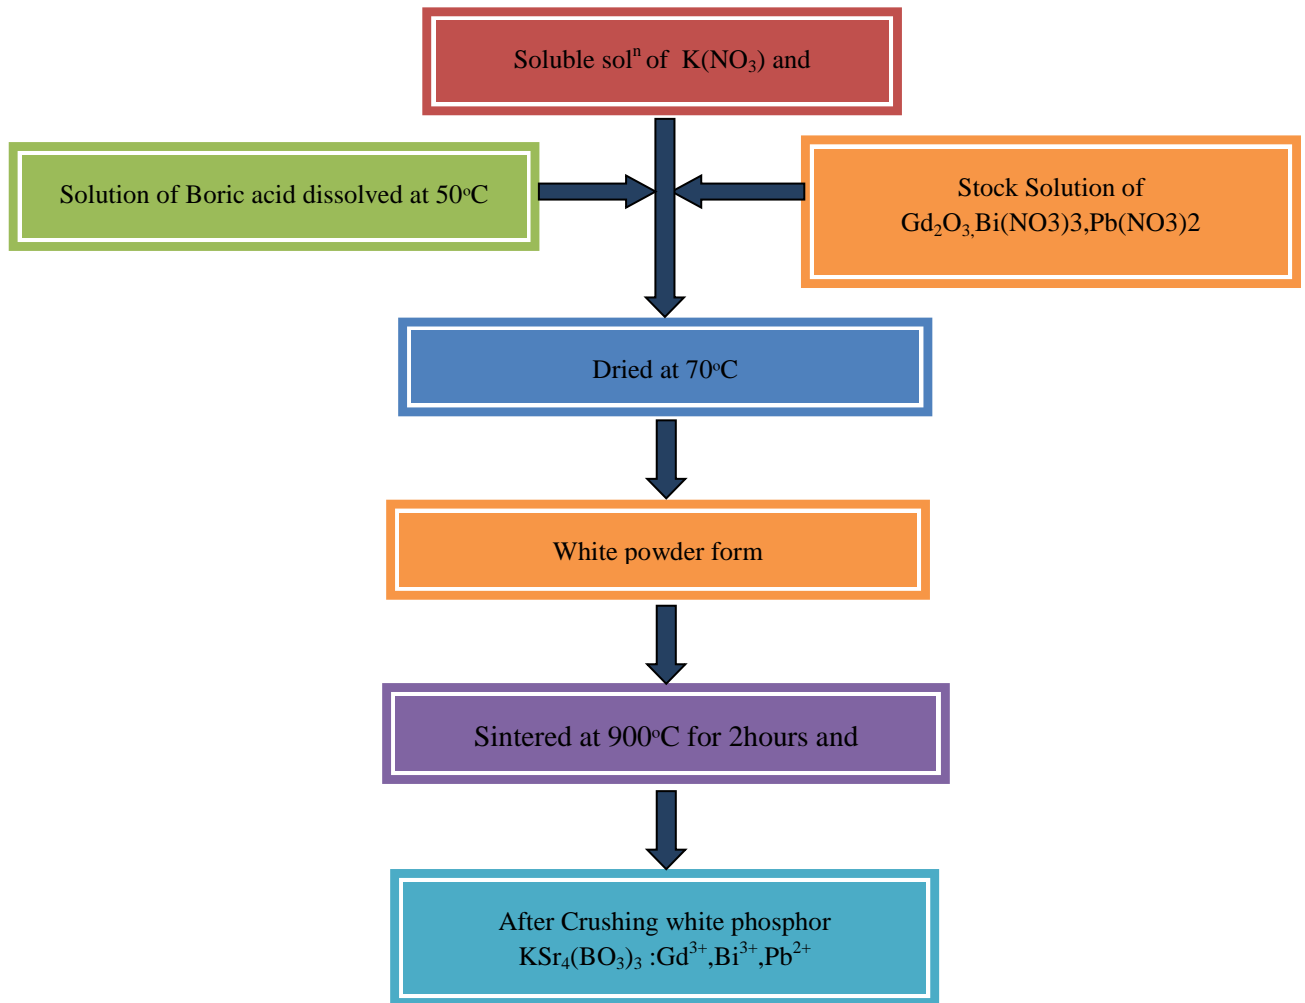 Soluble solⁿ of K(NO₃) and
Solution of Boric acid dissolved at 50°C
Stock Solution of
Gd₂O₃,Bi(NO3)3,Pb(NO3)2
Dried at 70°C
White powder form
Sintered at 900°C for 2hours and
After Crushing white phosphor
KSr₄(BO₃)₃ :Gd³⁺,Bi³⁺,Pb²⁺